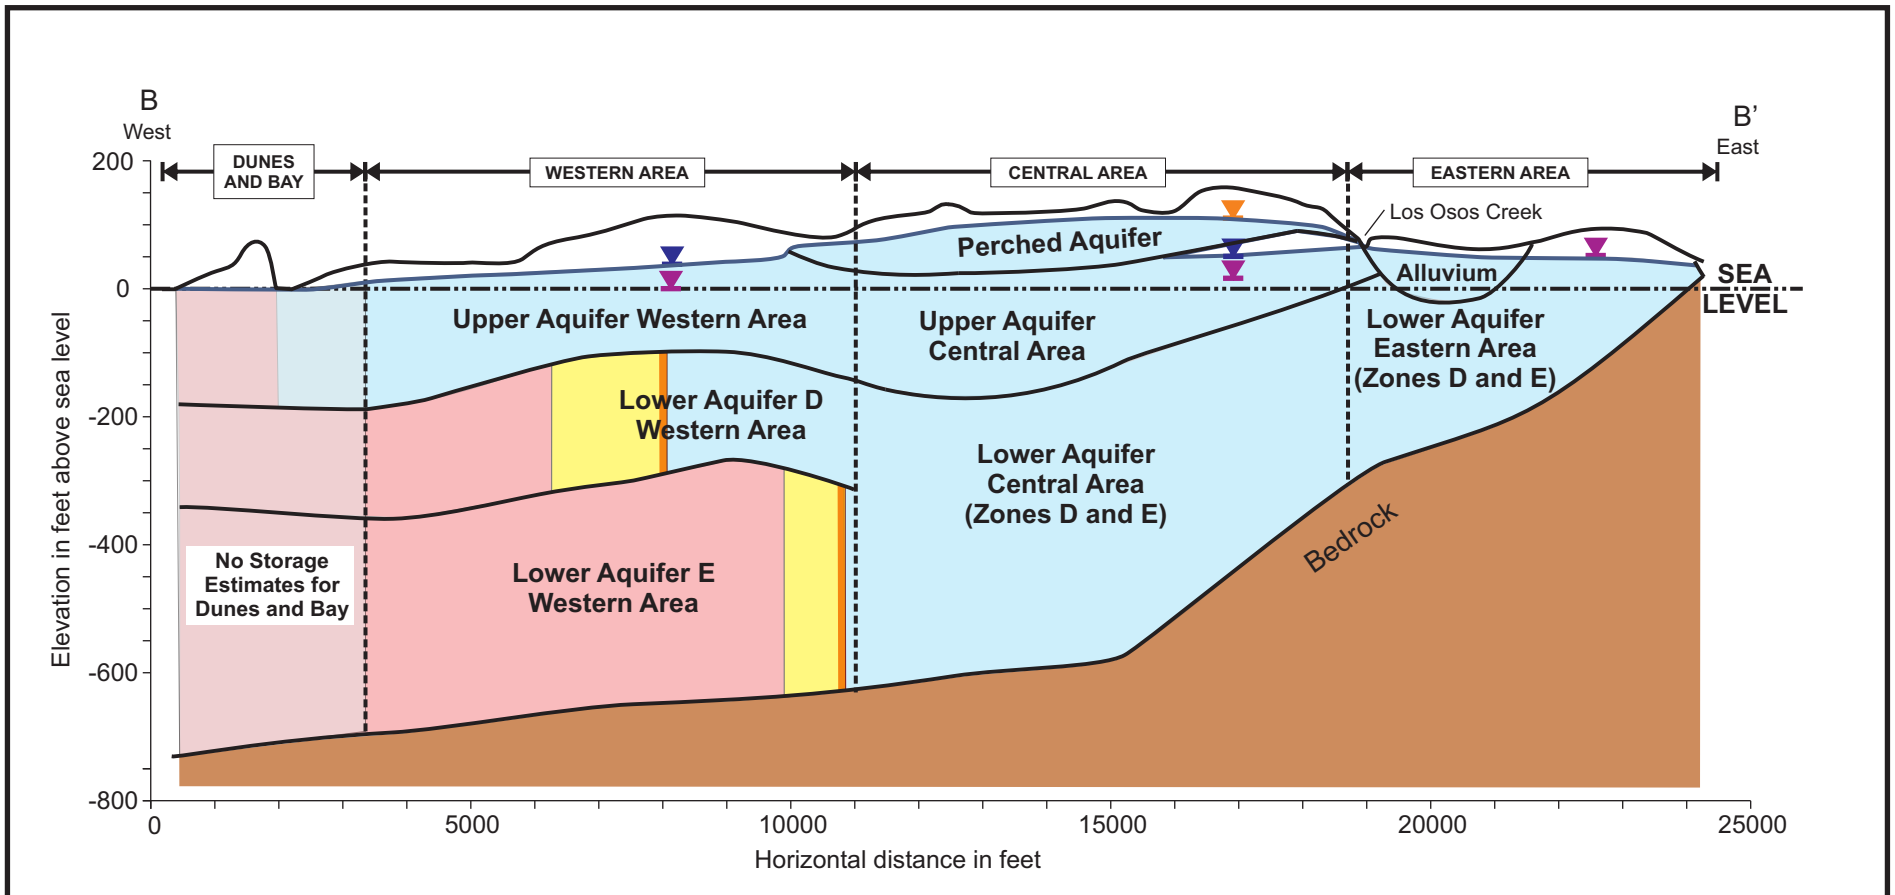 B
West
B’
East
DUNES
AND BAY
WESTERN AREA
CENTRAL AREA
EASTERN AREA
Los Osos Creek
Perched Aquifer
Alluvium
SEA
LEVEL
Upper Aquifer Western Area
Upper Aquifer
Central Area
Lower Aquifer
Eastern Area
(Zones D and E)
Lower Aquifer D
Western Area
Lower Aquifer
Central Area
(Zones D and E)
No Storage
Estimates for
Dunes and Bay
Lower Aquifer E
Western Area
Bedrock
Elevation in feet above sea level
200
0
-200
-400
-600
-800
0
5000
10000
15000
20000
25000
Horizontal distance in feet